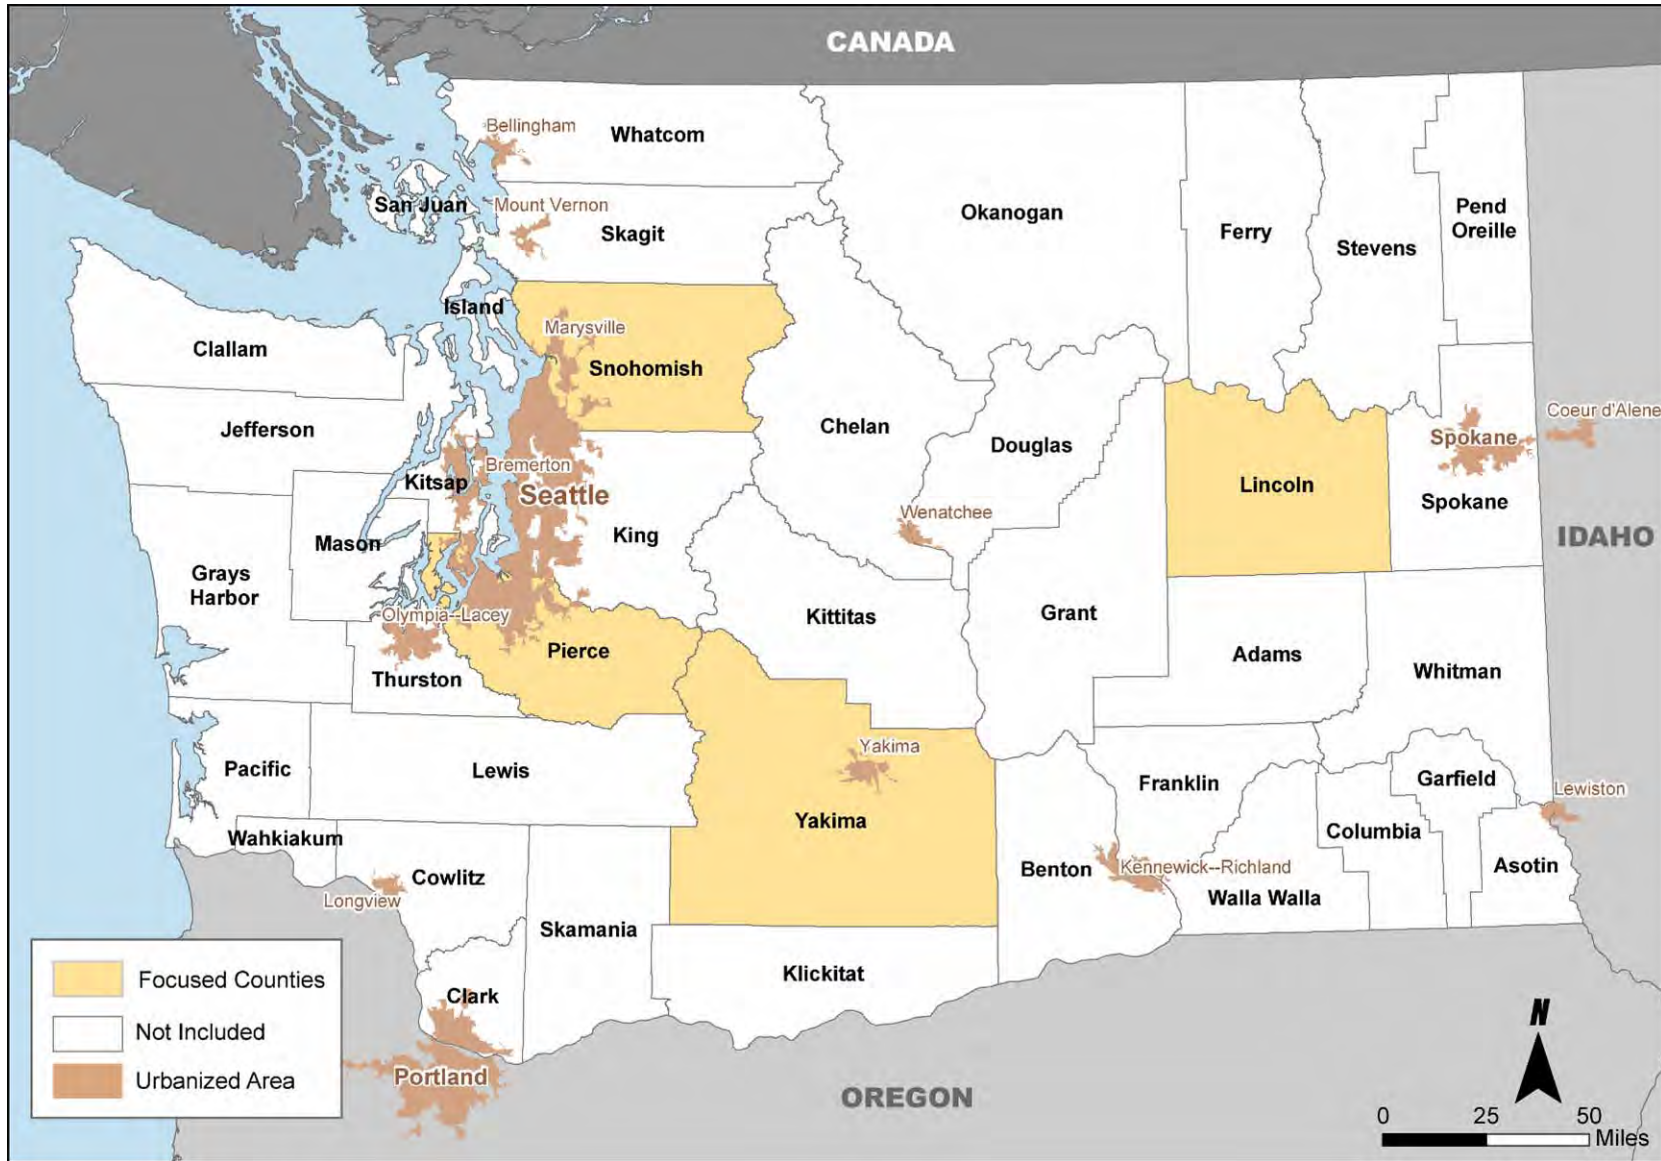 CANADA
Bellingham
Whatcom
San Juan
Mount Vernon
Skagit
Okanogan
Ferry
Stevens
Pend
Oreille
Island
Marysville
Clallam
Snohomish
Jefferson
Chelan
Douglas
Coeur d'Alene
Spokane
Kitsap
Bremerton
Seattle
Lincoln
Spokane
Wenatchee
Mason
King
IDAHO
Grays
Harbor
Olympia--Lacey
Kittitas
Grant
Pierce
Adams
Whitman
Thurston
Yakima
Pacific
Lewis
Franklin
Garfield
Lewiston
Wahkiakum
Yakima
Columbia
Cowlitz
Benton
Kennewick--Richland
Asotin
Longview
Walla Walla
Skamania
Klickitat
Clark
Portland
OREGON
Focused Counties
Not Included
Urbanized Area
N
0 25 50
Miles